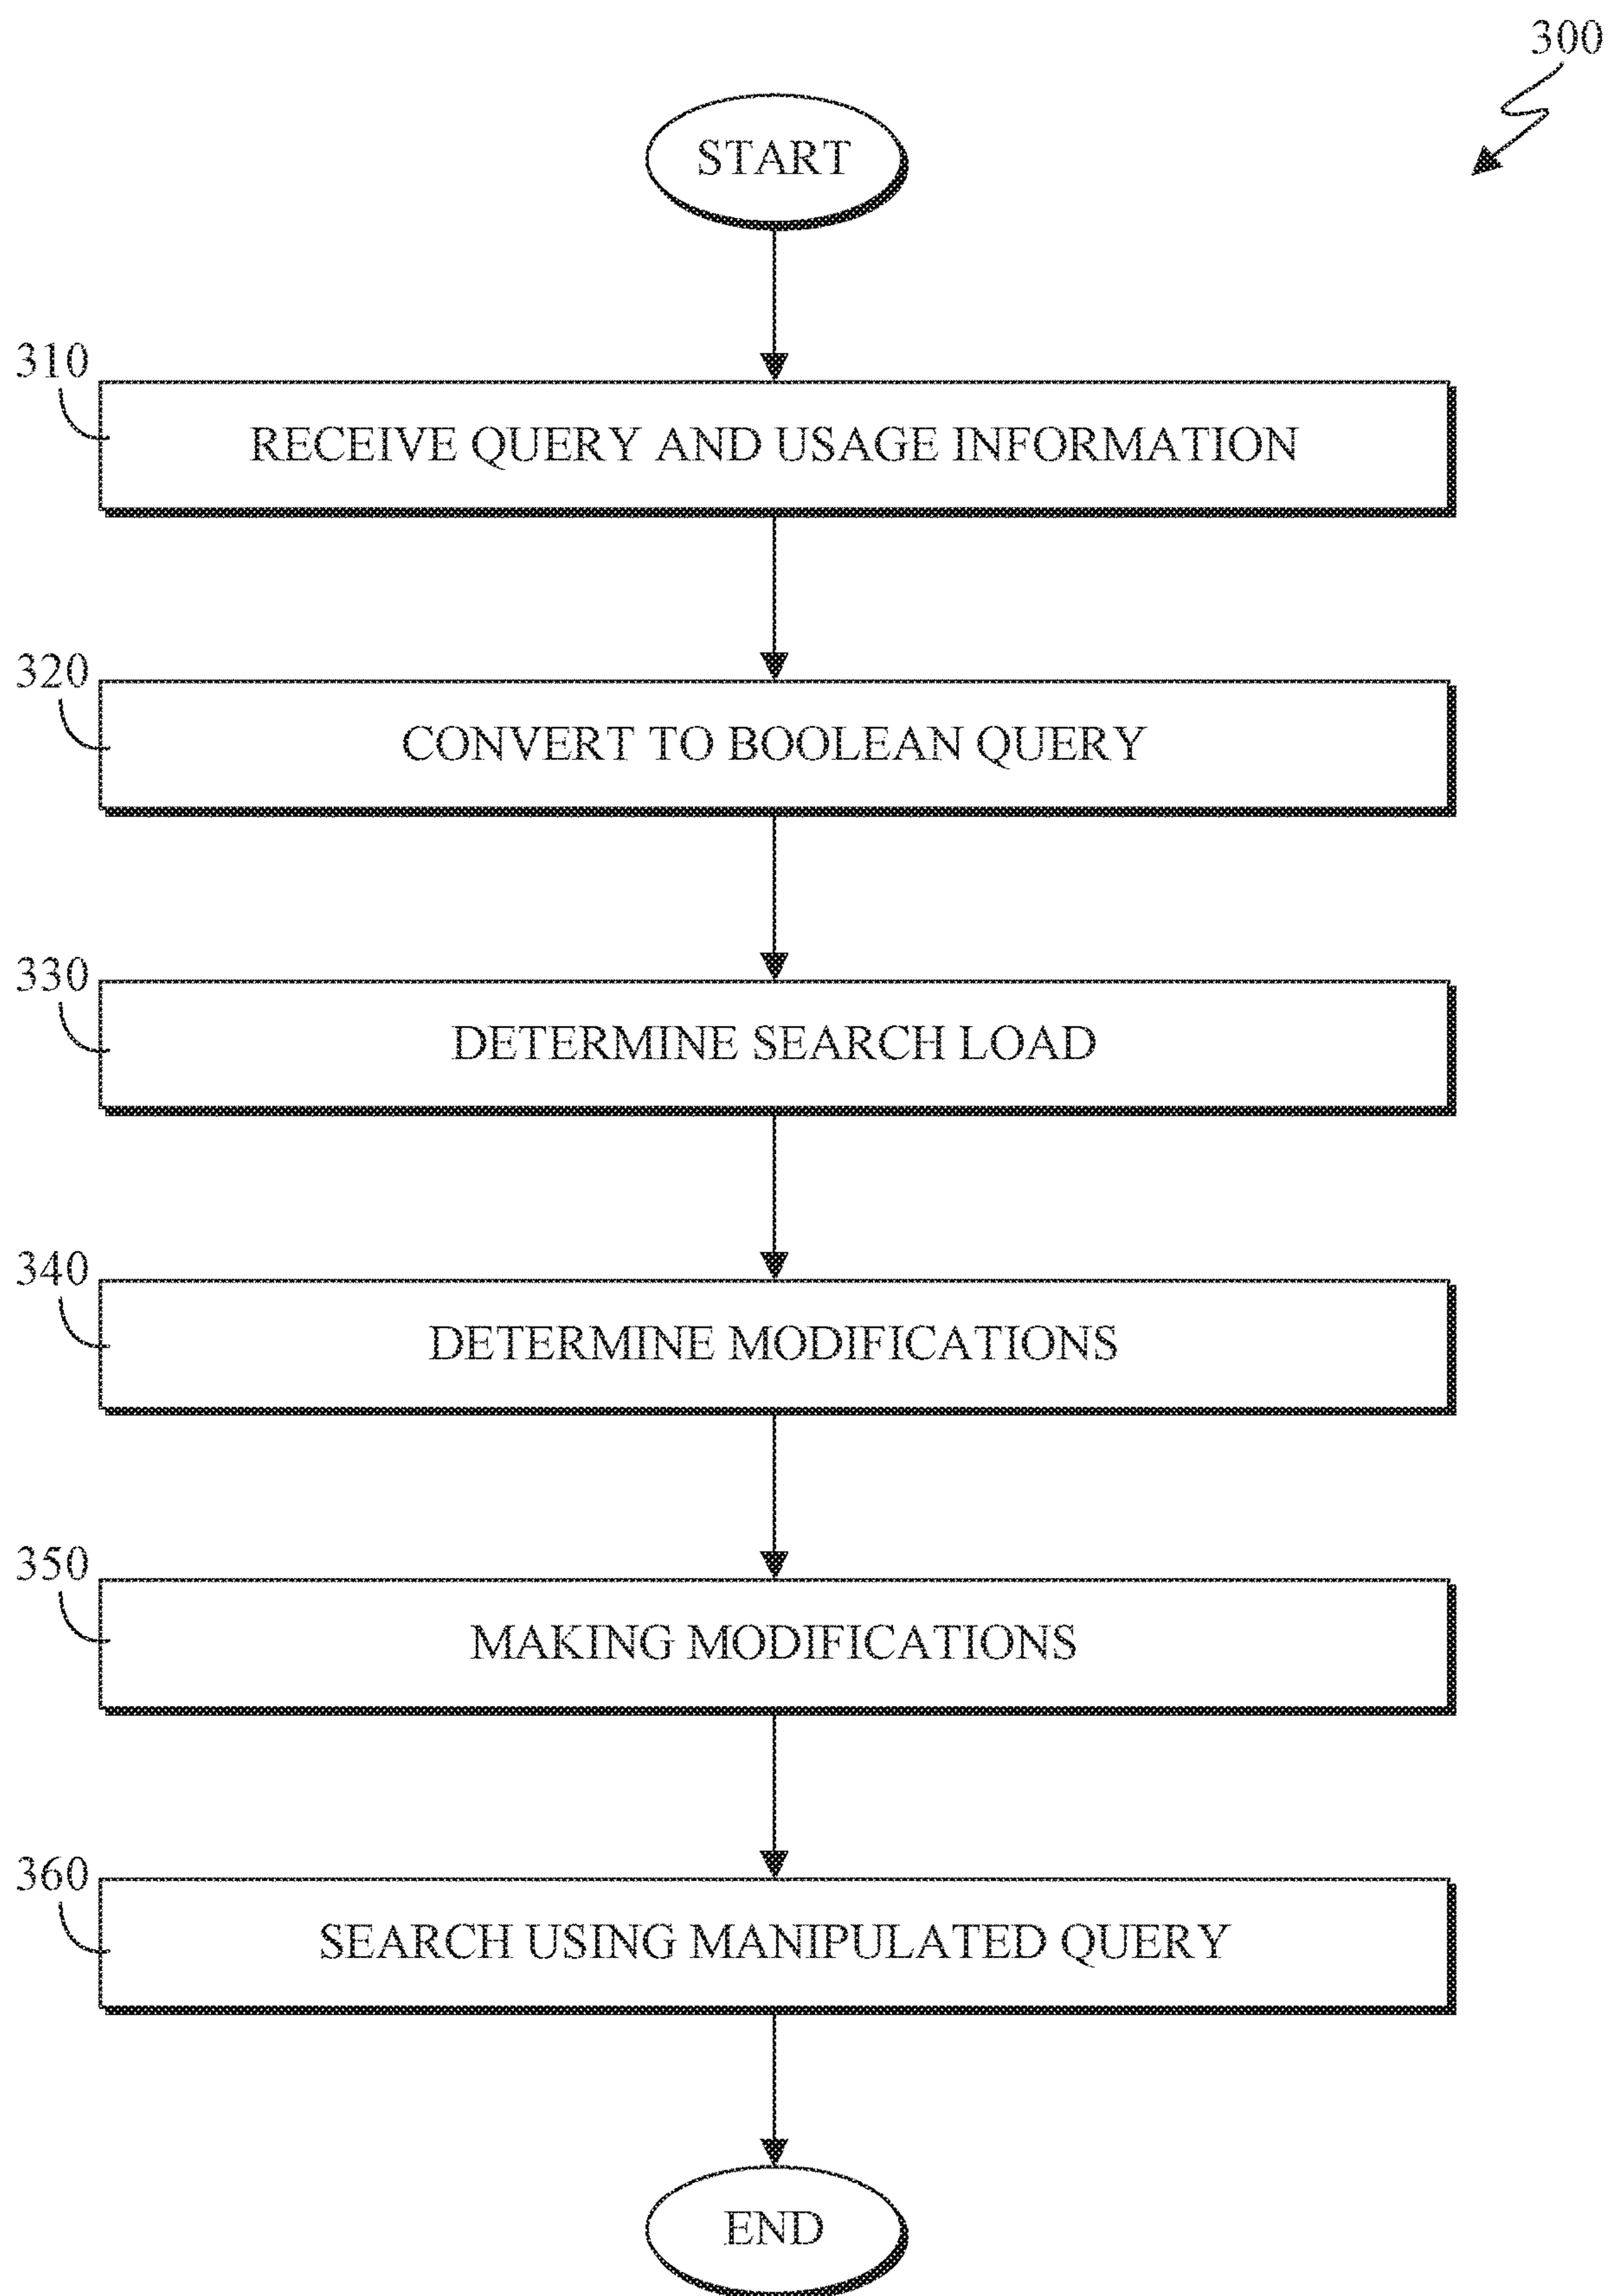 300
START
310
RECEIVE QUERY AND USAGE INFORMATION
320
CONVERT TO BOOLEAN QUERY
330
DETERMINE SEARCH LOAD
340
DETERMINE MODIFICATIONS
350
MAKING MODIFICATIONS
360
SEARCH USING MANIPULATED QUERY
END